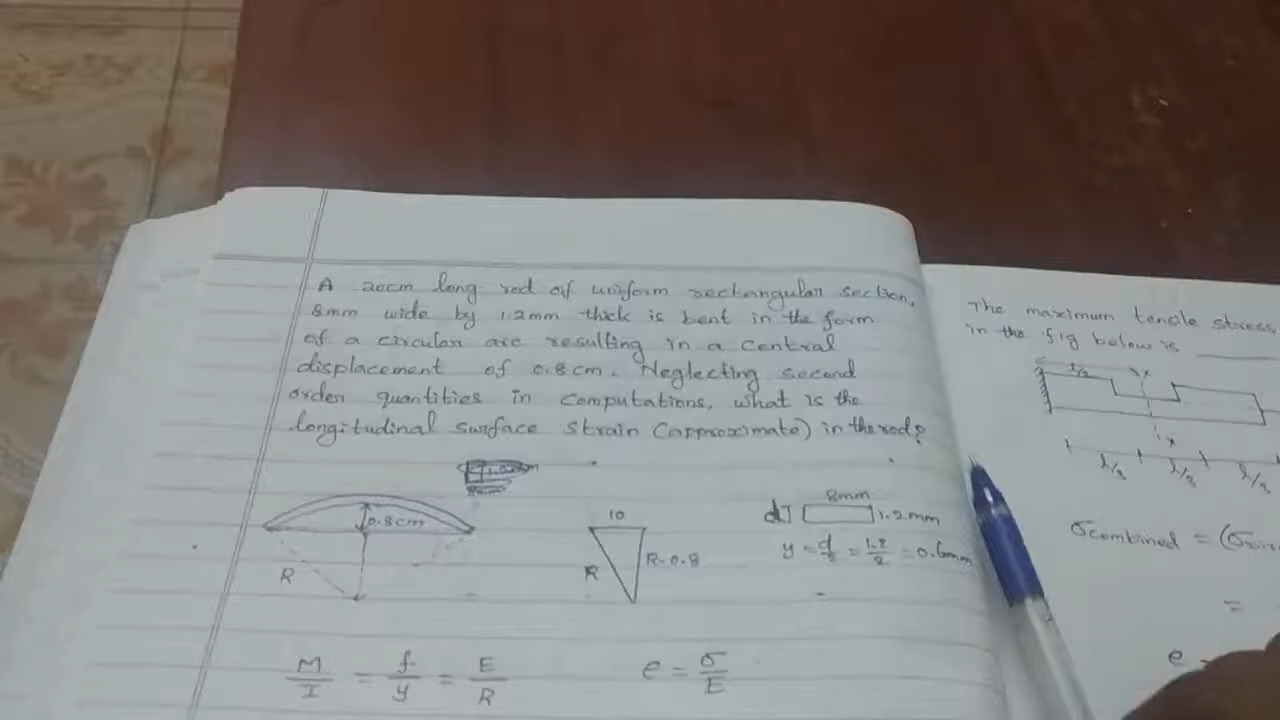 A 20cm long rod of uniform rectangular section,
8mm wide by 1.2mm thick is bent in the form
of a circular arc resulting in a central
displacement of 0.8cm. Neglecting second
order quantities in computations, what is the
longitudinal surface strain (approximate) in the rod?
0.8cm
R
10
R
R-0.8
8mm
d
1.2mm
y = d/2 = 1.2/2 = 0.6mm
M/I = f/y = E/R
e = σ/E
The maximum tensile stress,
in the fig below is
l/3
x
x
l/3
l/3
l/3
σcombined = (
=
e